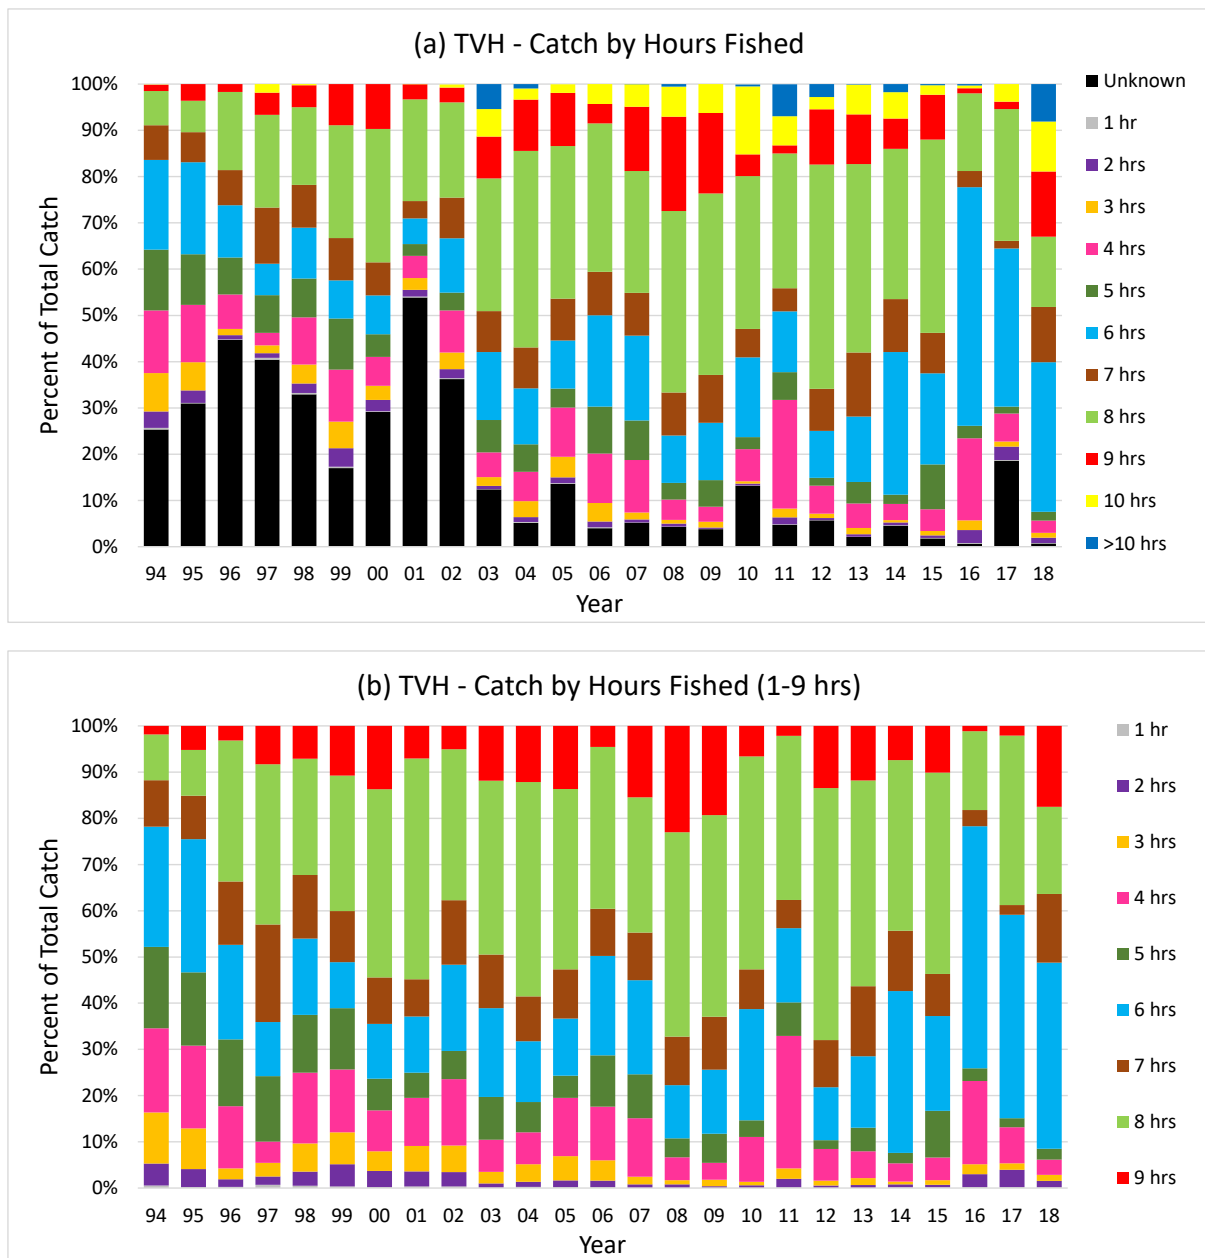 (a) TVH - Catch by Hours Fished
100%
90%
80%
70%
60%
50%
40%
30%
20%
10%
0%
Percent of Total Catch
94 95 96 97 98 99 00 01 02 03 04 05 06 07 08 09 10 11 12 13 14 15 16 17 18
Year
Unknown
1 hr
2 hrs
3 hrs
4 hrs
5 hrs
6 hrs
7 hrs
8 hrs
9 hrs
10 hrs
>10 hrs
(b) TVH - Catch by Hours Fished (1-9 hrs)
100%
90%
80%
70%
60%
50%
40%
30%
20%
10%
0%
Percent of Total Catch
94 95 96 97 98 99 00 01 02 03 04 05 06 07 08 09 10 11 12 13 14 15 16 17 18
Year
1 hr
2 hrs
3 hrs
4 hrs
5 hrs
6 hrs
7 hrs
8 hrs
9 hrs